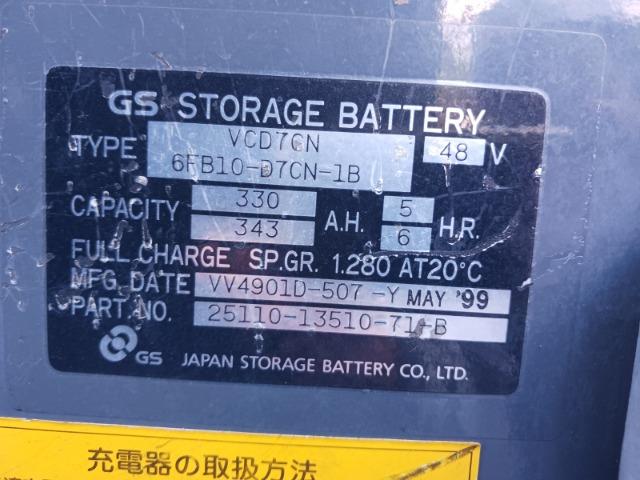 GS STORAGE BATTERY
TYPE VCD7CN 48 V
6FB10-D7CN-1B
CAPACITY 330 A.H. 5 H.R.
343 6
FULL CHARGE SP.GR. 1.280 AT 20°C
MFG. DATE VV4901D-507-Y MAY '99
PART.NO. 25110-13510-71-B
GS JAPAN STORAGE BATTERY CO., LTD.
充電器の取扱方法